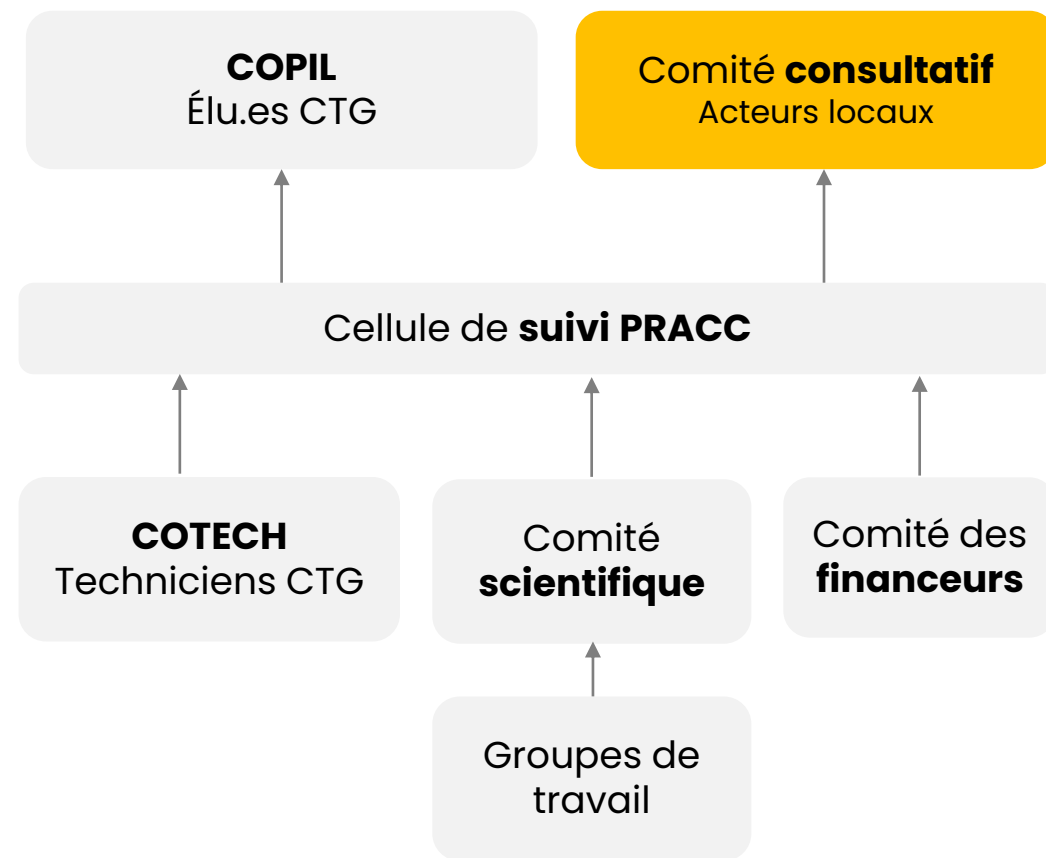 COPIL
Élu.es CTG
Comité consultatif
Acteurs locaux
Cellule de suivi PRACC
COTECH
Techniciens CTG
Comité
scientifique
Comité des
financeurs
Groupes de
travail